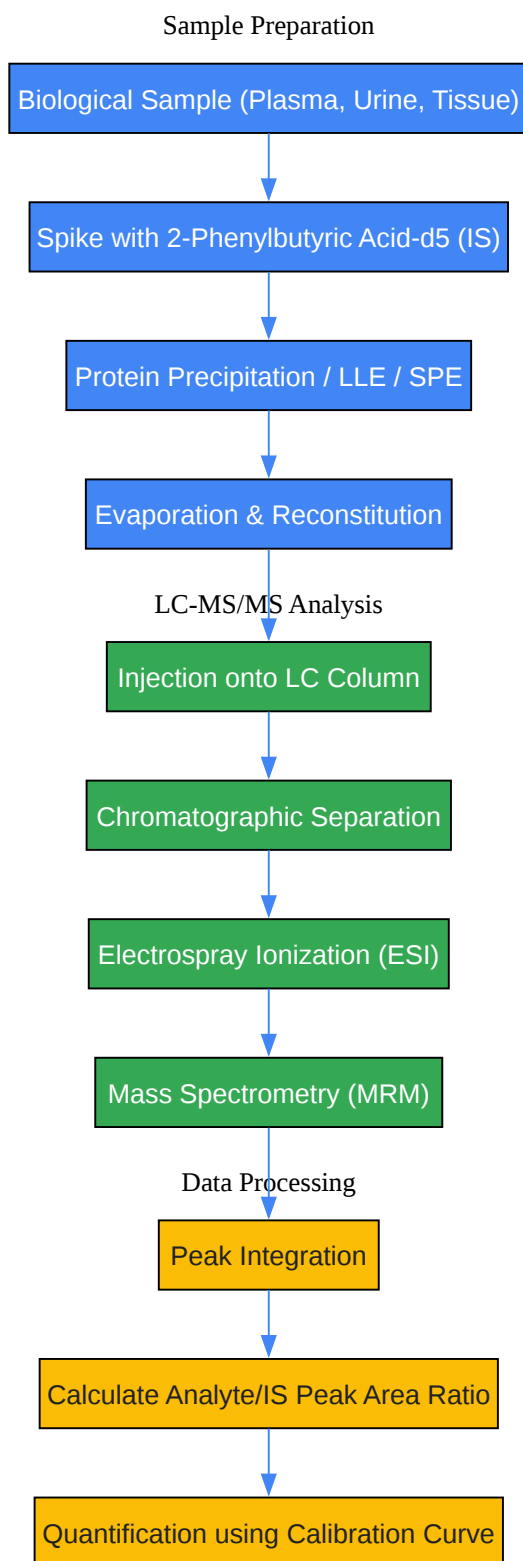 Sample Preparation
Biological Sample (Plasma, Urine, Tissue)
Spike with 2-Phenylbutyric Acid-d5 (IS)
Protein Precipitation / LLE / SPE
Evaporation & Reconstitution
LC-MS/MS Analysis
Injection onto LC Column
Chromatographic Separation
Electrospray Ionization (ESI)
Mass Spectrometry (MRM)
Data Processing
Peak Integration
Calculate Analyte/IS Peak Area Ratio
Quantification using Calibration Curve